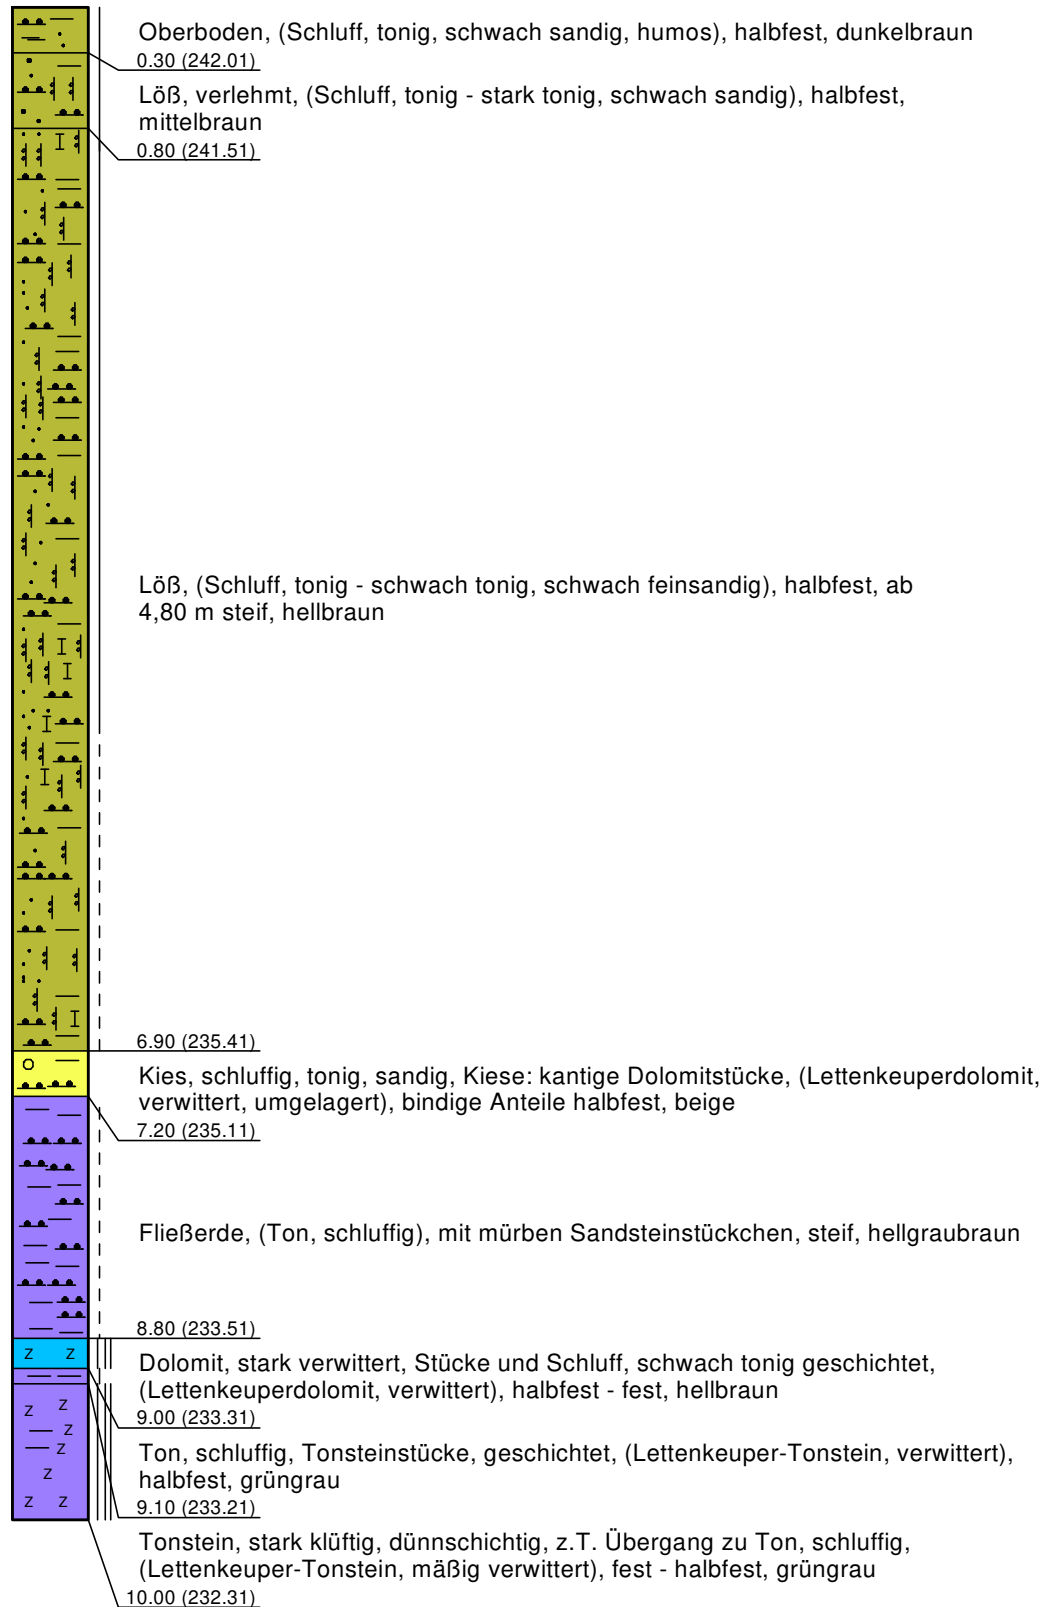 Oberboden, (Schluff, tonig, schwach sandig, humos), halbfest, dunkelbraun
0.30 (242.01)
Löß, verlehmt, (Schluff, tonig - stark tonig, schwach sandig), halbfest,
mittelbraun
0.80 (241.51)
Löß, (Schluff, tonig - schwach tonig, schwach feinsandig), halbfest, ab
4,80 m steif, hellbraun
6.90 (235.41)
Kies, schluffig, tonig, sandig, Kiese: kantige Dolomitstücke, (Lettenkeuperdolomit,
verwittert, umgelagert), bindige Anteile halbfest, beige
7.20 (235.11)
Fließerde, (Ton, schluffig), mit mürben Sandsteinstückchen, steif, hellgraubraun
8.80 (233.51)
Z Z
Dolomit, stark verwittert, Stücke und Schluff, schwach tonig geschichtet,
(Lettenkeuperdolomit, verwittert), halbfest - fest, hellbraun
9.00 (233.31)
Z Z
Z
Z
Z
Z Z
Ton, schluffig, Tonsteinstücke, geschichtet, (Lettenkeuper-Tonstein, verwittert),
halbfest, grüngrau
9.10 (233.21)
Tonstein, stark klüftig, dünnschichtig, z.T. Übergang zu Ton, schluffig,
(Lettenkeuper-Tonstein, mäßig verwittert), fest - halbfest, grüngrau
10.00 (232.31)